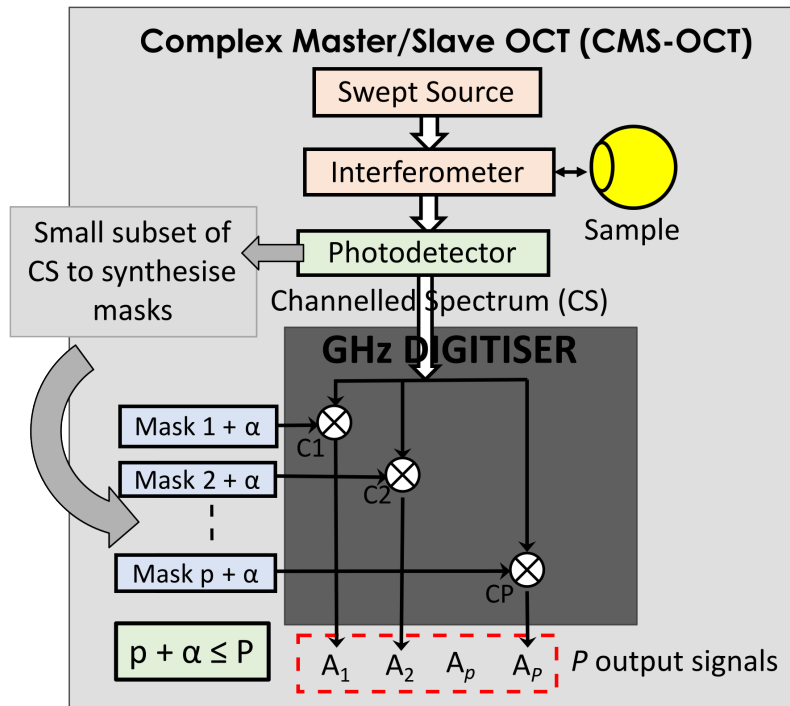 Complex Master/Slave OCT (CMS-OCT)
Swept Source
Interferometer
Sample
Small subset of
CS to synthesise
masks
Photodetector
Channelled Spectrum (CS)
GHz DIGITISER
Mask 1 + α
C1
Mask 2 + α
C2
Mask p + α
CP
p + α ≤ P
A₁ A₂ Aₚ A_P
P output signals